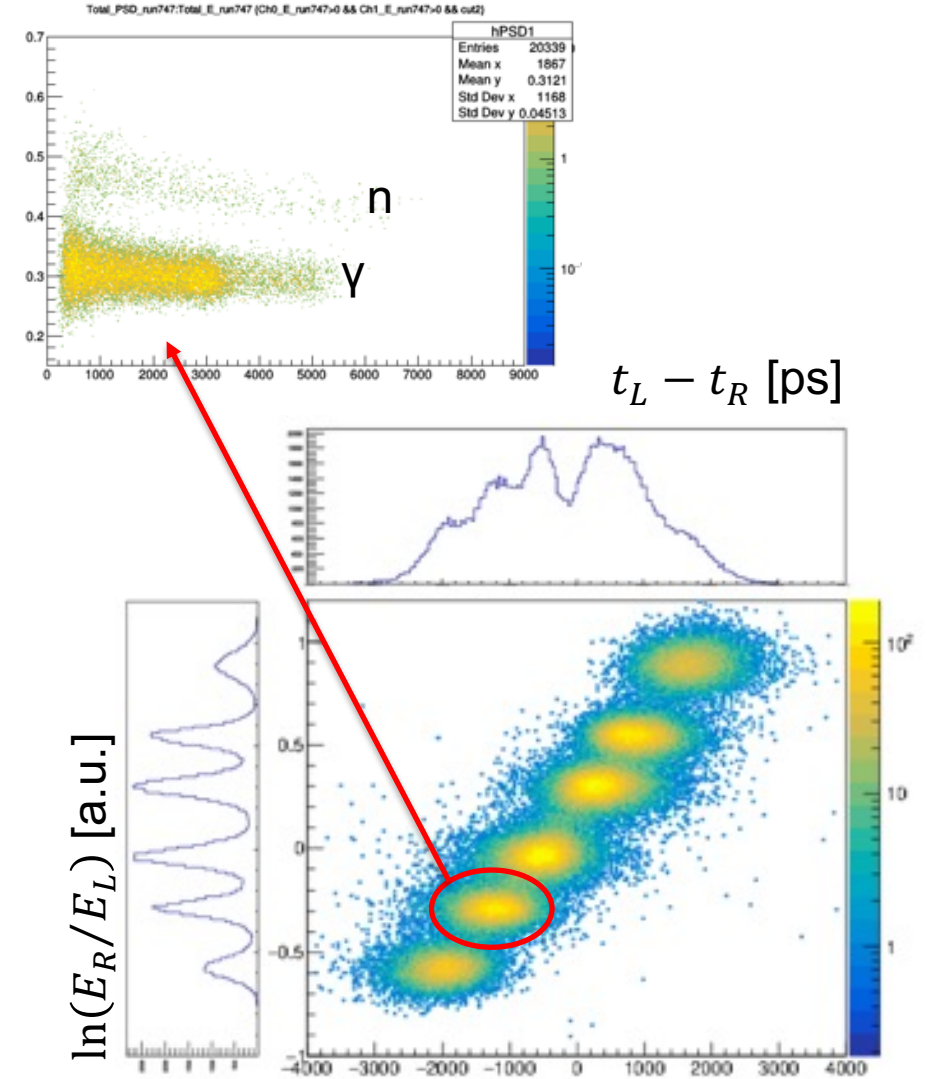 Total_PSD_run747:Total_E_run747 {Ch0_E_run747>0 && Ch1_E_run747>0 && cut2}
hPSD1
Entries 20339
Mean x 1867
Mean y 0.3121
Std Dev x 1168
Std Dev y 0.04513
0.7
0.6
0.5
0.4
0.3
0.2
n
γ
1
10⁻
0 1000 2000 3000 4000 5000 6000 7000 8000 9000
t_L − t_R [ps]
ln(E_R/E_L) [a.u.]
1
0.5
0
−0.5
−1
10²
10
1
−4000 −3000 −2000 −1000 0 1000 2000 3000 4000